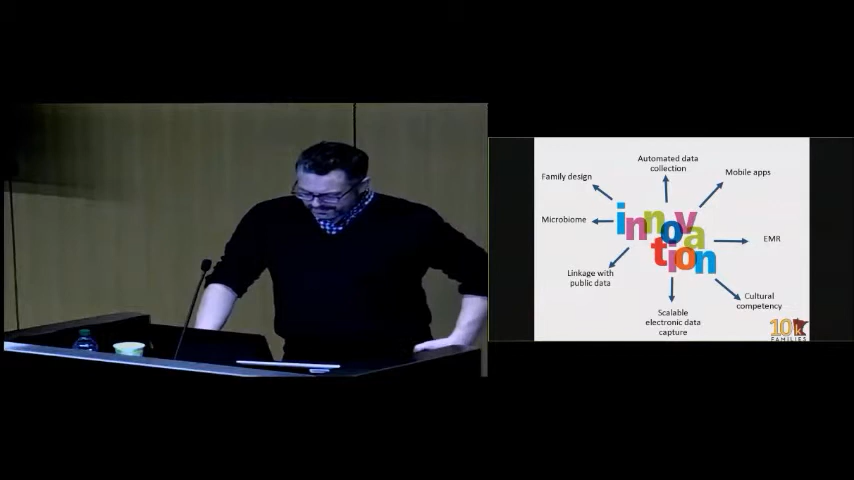 Automated data
collection
Mobile apps
Family design
Microbiome
innovation
EMR
Linkage with
public data
Cultural
competency
Scalable
electronic data
capture
10k
FAMILIES